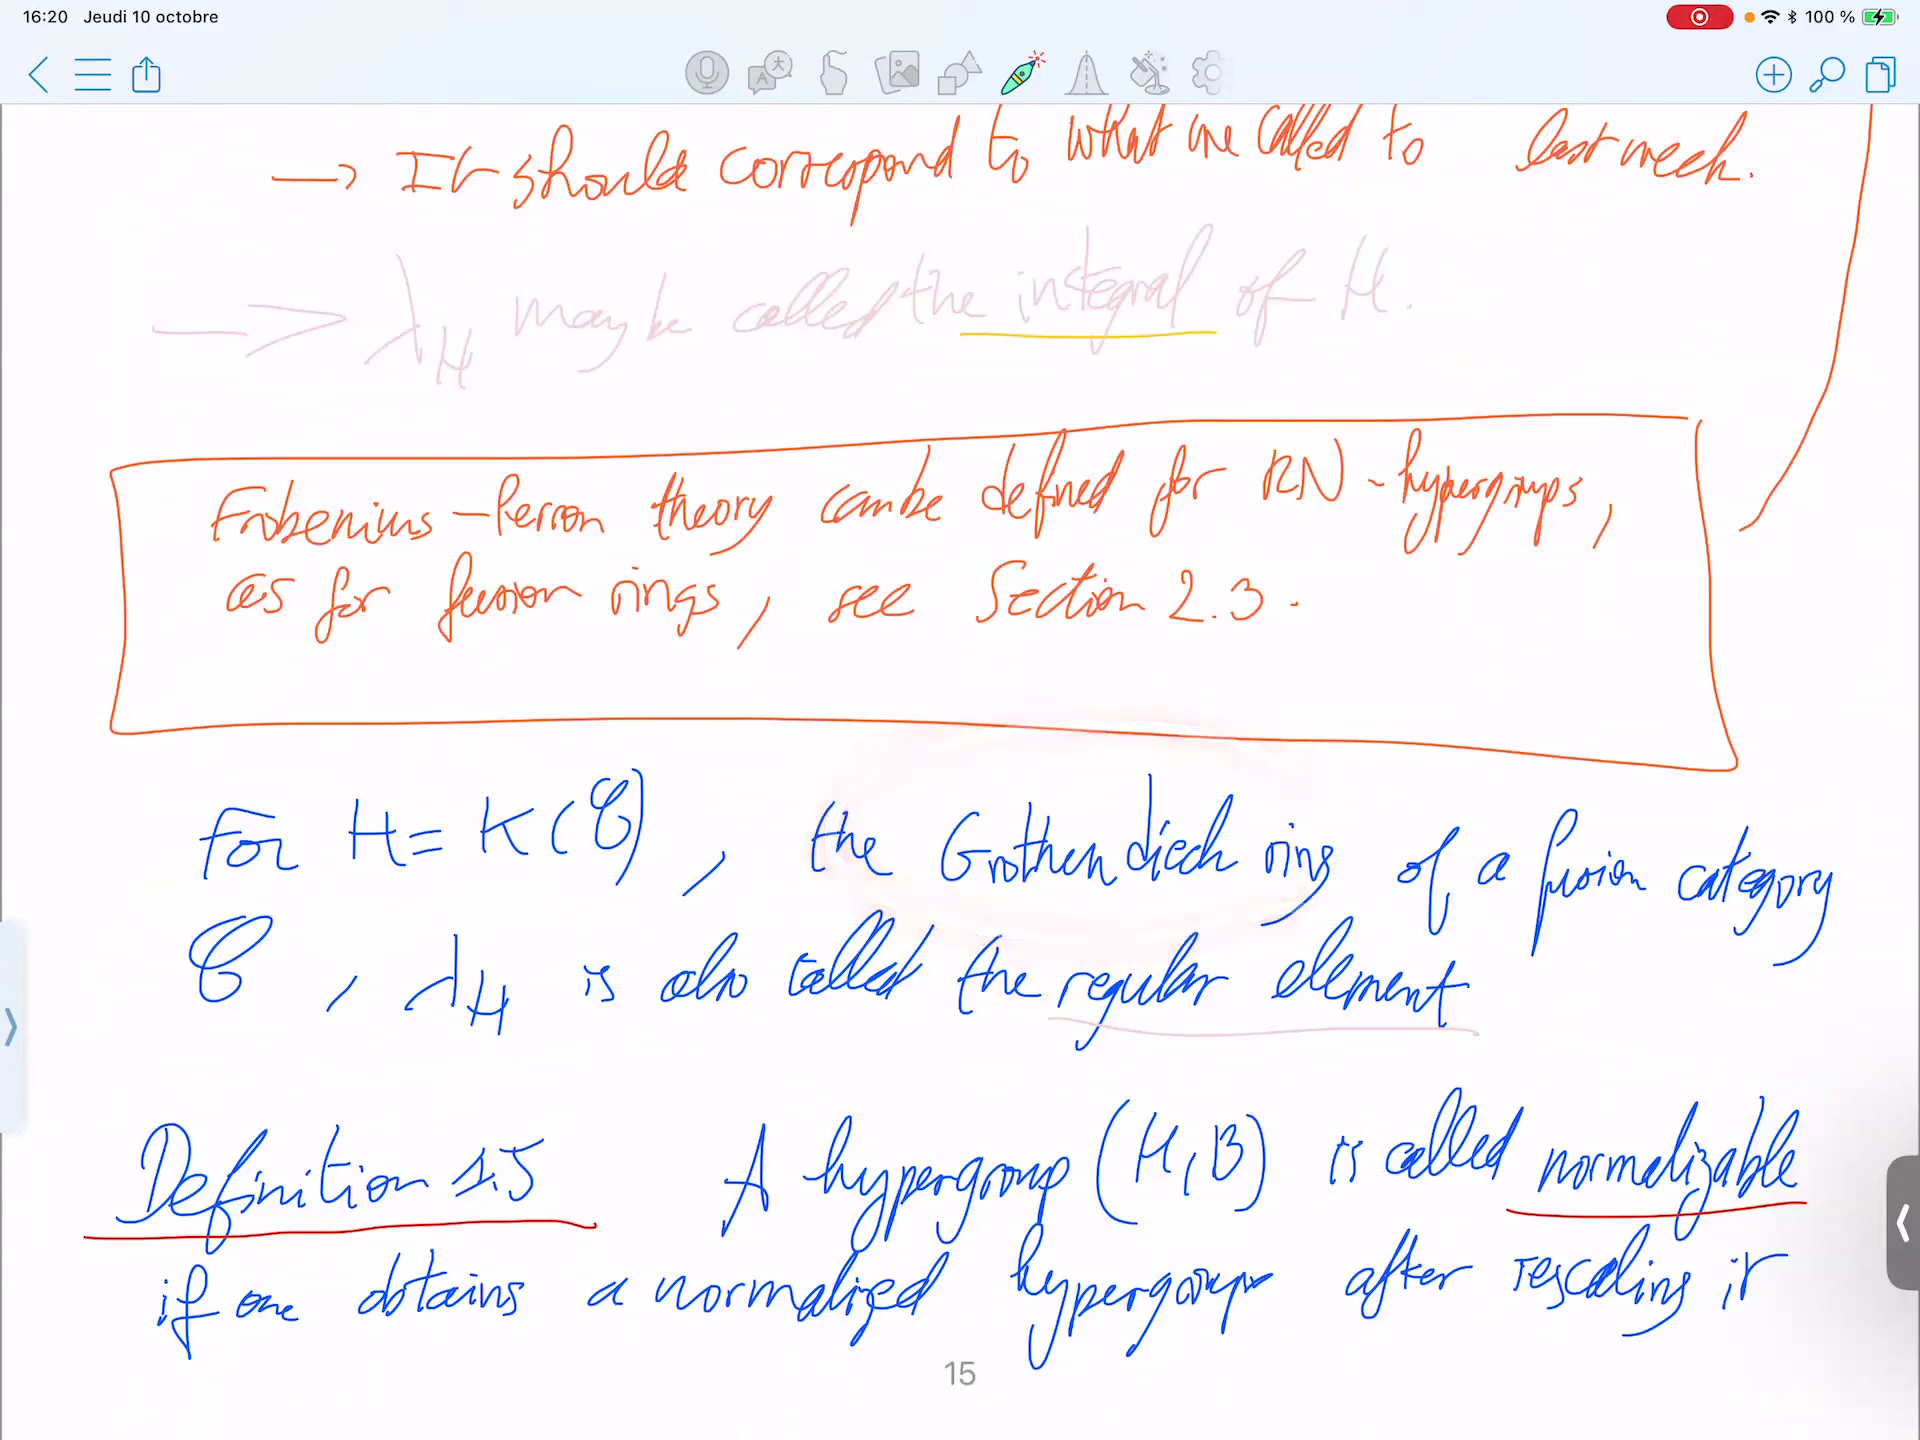 16:20 Jeudi 10 octobre 100 %
→ It should correspond to what we called to last week.
→ λ_H may be called the integral of H.
Frobenius-Perron theory can be defined for RN-hypergroups,
as for fusion rings, see Section 2.3.
For H = K(𝒞), the Grothendieck ring of a fusion category
𝒞, λ_H is also called the regular element
Definition 1.5 A hypergroup (H, B) is called normalizable
if one obtains a normalized hypergroup after rescaling it
15